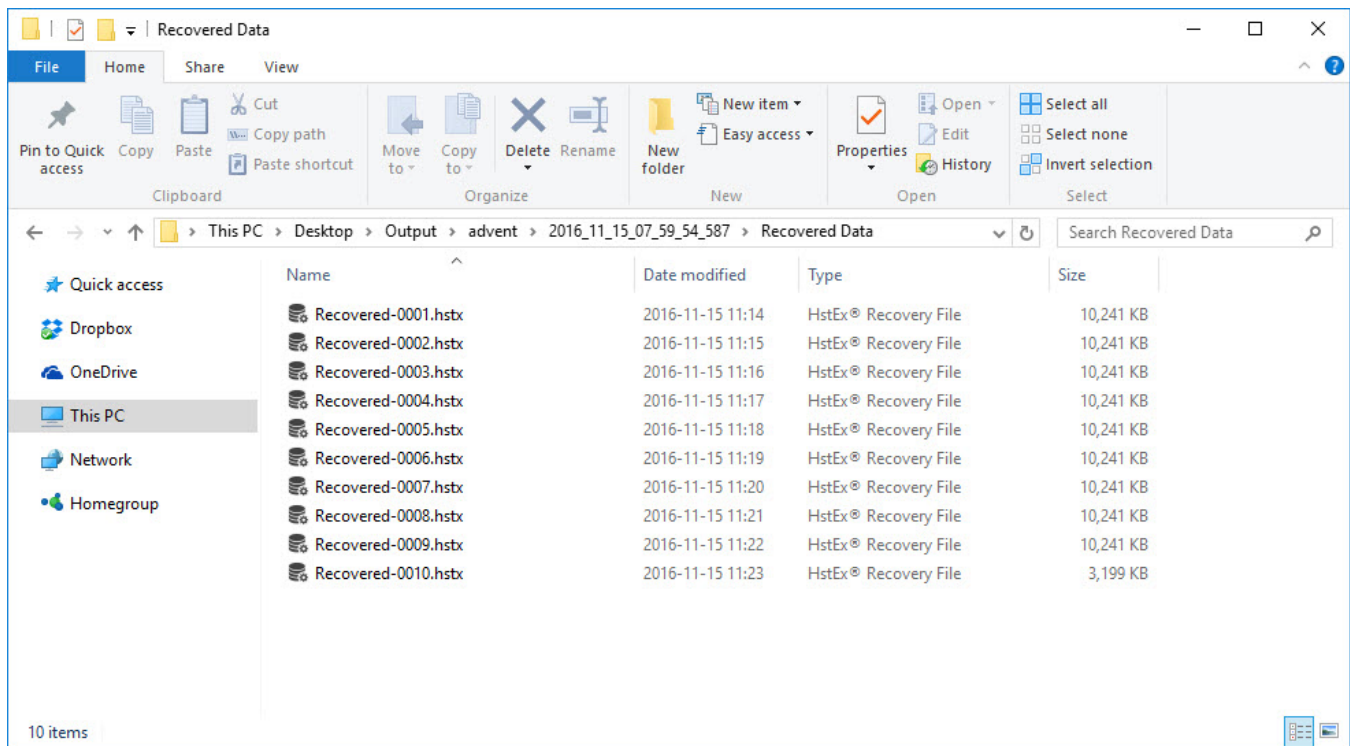 Recovered Data
File Home Share View
Pin to Quick access
Copy
Paste
Cut
Copy path
Paste shortcut
Clipboard
Move to
Copy to
Delete
Rename
Organize
New folder
New item
Easy access
New
Properties
Open
Edit
History
Open
Select all
Select none
Invert selection
Select
This PC > Desktop > Output > advent > 2016_11_15_07_59_54_587 > Recovered Data
Search Recovered Data
Quick access
Dropbox
OneDrive
This PC
Network
Homegroup
Name Date modified Type Size
Recovered-0001.hstx 2016-11-15 11:14 HstEx® Recovery File 10,241 KB
Recovered-0002.hstx 2016-11-15 11:15 HstEx® Recovery File 10,241 KB
Recovered-0003.hstx 2016-11-15 11:16 HstEx® Recovery File 10,241 KB
Recovered-0004.hstx 2016-11-15 11:17 HstEx® Recovery File 10,241 KB
Recovered-0005.hstx 2016-11-15 11:18 HstEx® Recovery File 10,241 KB
Recovered-0006.hstx 2016-11-15 11:19 HstEx® Recovery File 10,241 KB
Recovered-0007.hstx 2016-11-15 11:20 HstEx® Recovery File 10,241 KB
Recovered-0008.hstx 2016-11-15 11:21 HstEx® Recovery File 10,241 KB
Recovered-0009.hstx 2016-11-15 11:22 HstEx® Recovery File 10,241 KB
Recovered-0010.hstx 2016-11-15 11:23 HstEx® Recovery File 3,199 KB
10 items